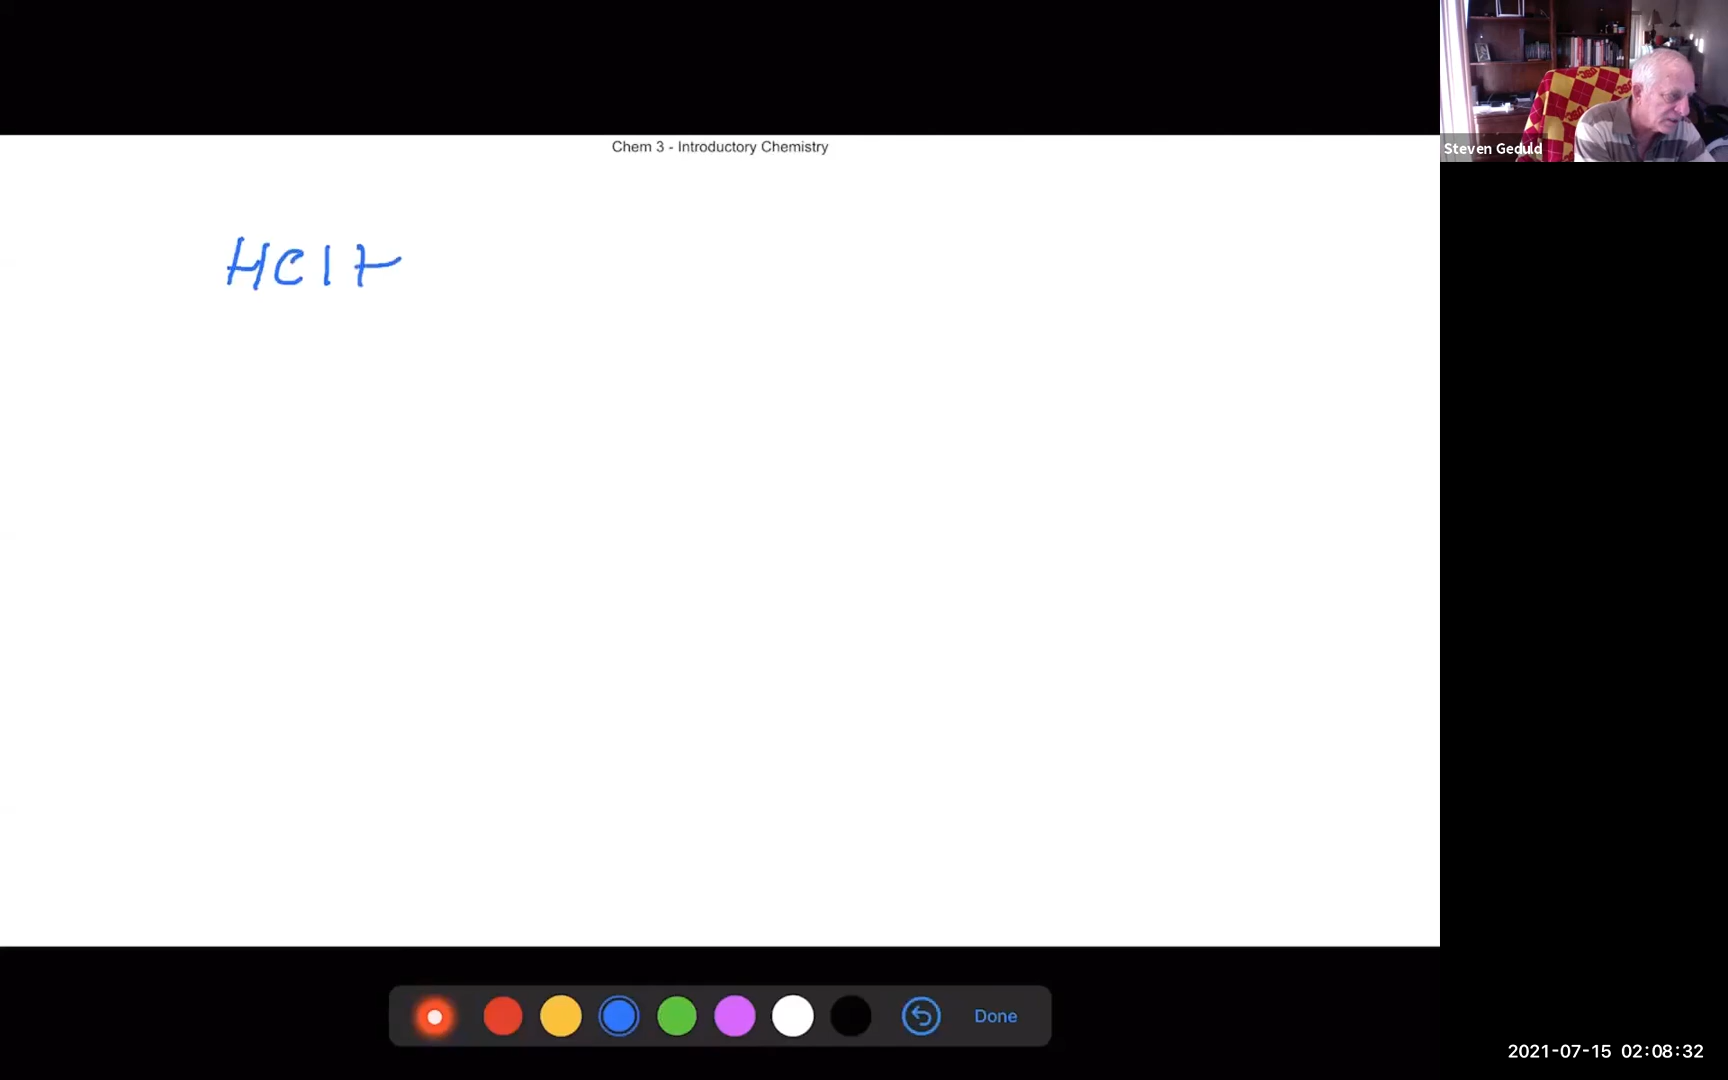 Chem 3 - Introductory Chemistry
Steven Geduld
HCl +
Done
2021-07-15 02:08:32